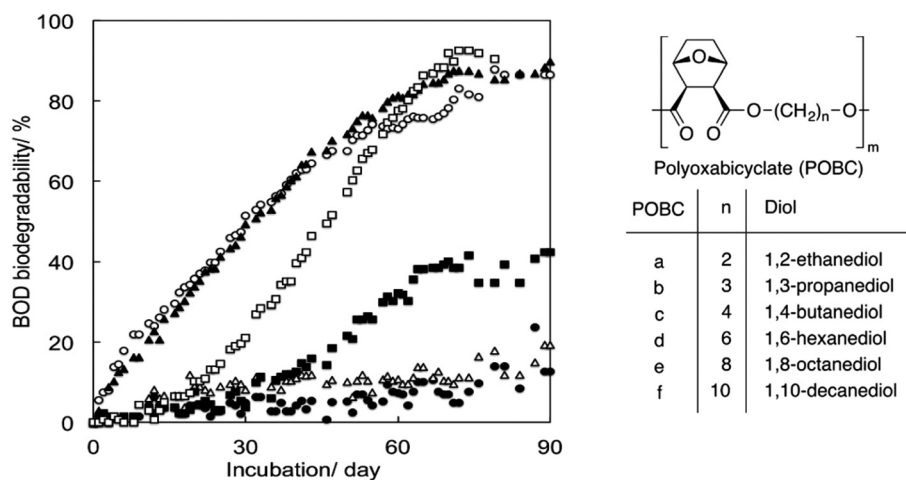 BOD biodegradability/ %
100
80
60
40
20
0
0 30 60 90
Incubation/ day
O
O O
O-(CH2)n-O
m
Polyoxabicyclate (POBC)
POBC n Diol
a 2 1,2-ethanediol
b 3 1,3-propanediol
c 4 1,4-butanediol
d 6 1,6-hexanediol
e 8 1,8-octanediol
f 10 1,10-decanediol